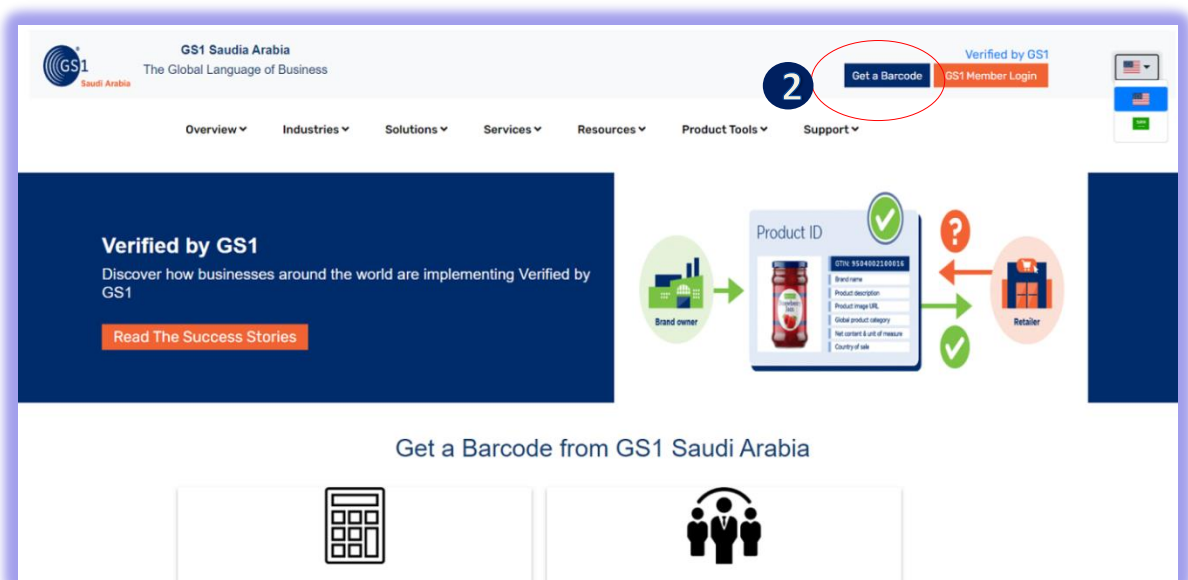 GS1
Saudi Arabia
GS1 Saudia Arabia
The Global Language of Business
2
Verified by GS1
Get a Barcode
GS1 Member Login
Overview
Industries
Solutions
Services
Resources
Product Tools
Support
Verified by GS1
Discover how businesses around the world are implementing Verified by
GS1
Read The Success Stories
Brand owner
Product ID
GTIN: 9504002100016
Brand name
Product description
Product image URL
Global product category
Net content & unit of measure
Country of sale
?
Retailer
Get a Barcode from GS1 Saudi Arabia